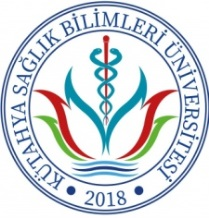 KÜTAHYA SAĞLIK BİLİMLERİ ÜNİVERSİTESİ
• 2018 •